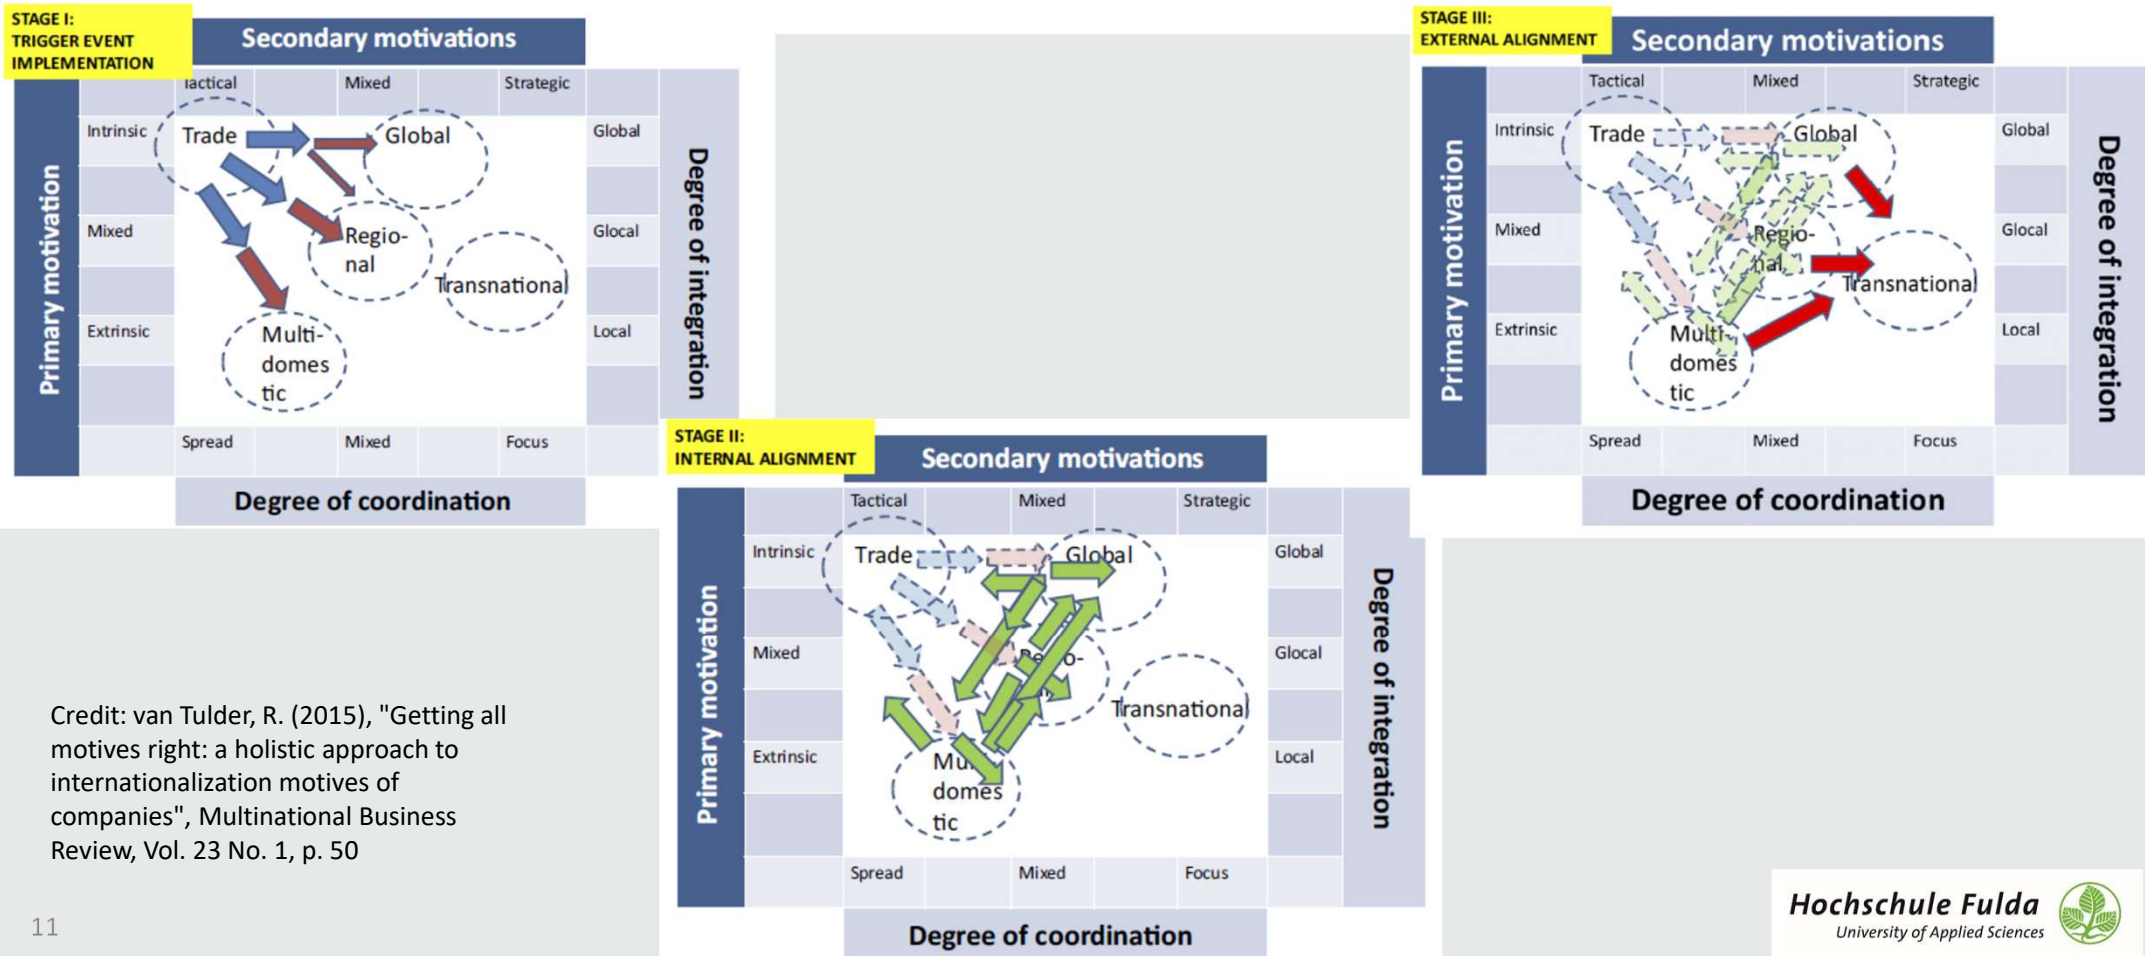 STAGE I:
TRIGGER EVENT
IMPLEMENTATION
Secondary motivations
Tactical
Mixed
Strategic
Primary motivation
Intrinsic
Mixed
Extrinsic
Trade
Global
Regio-
nal
Transnational
Multi-
domes
tic
Global
Glocal
Local
Degree of integration
Spread
Mixed
Focus
Degree of coordination
STAGE II:
INTERNAL ALIGNMENT
Secondary motivations
Tactical
Mixed
Strategic
Primary motivation
Intrinsic
Mixed
Extrinsic
Trade
Global
Transnational
domes
tic
Global
Glocal
Local
Degree of integration
Spread
Mixed
Focus
Degree of coordination
STAGE III:
EXTERNAL ALIGNMENT
Secondary motivations
Tactical
Mixed
Strategic
Primary motivation
Intrinsic
Mixed
Extrinsic
Trade
Global
Regio-
nal
Transnational
Multi-
domes
tic
Global
Glocal
Local
Degree of integration
Spread
Mixed
Focus
Degree of coordination
Credit: van Tulder, R. (2015), "Getting all
motives right: a holistic approach to
internationalization motives of
companies", Multinational Business
Review, Vol. 23 No. 1, p. 50
11
Hochschule Fulda
University of Applied Sciences